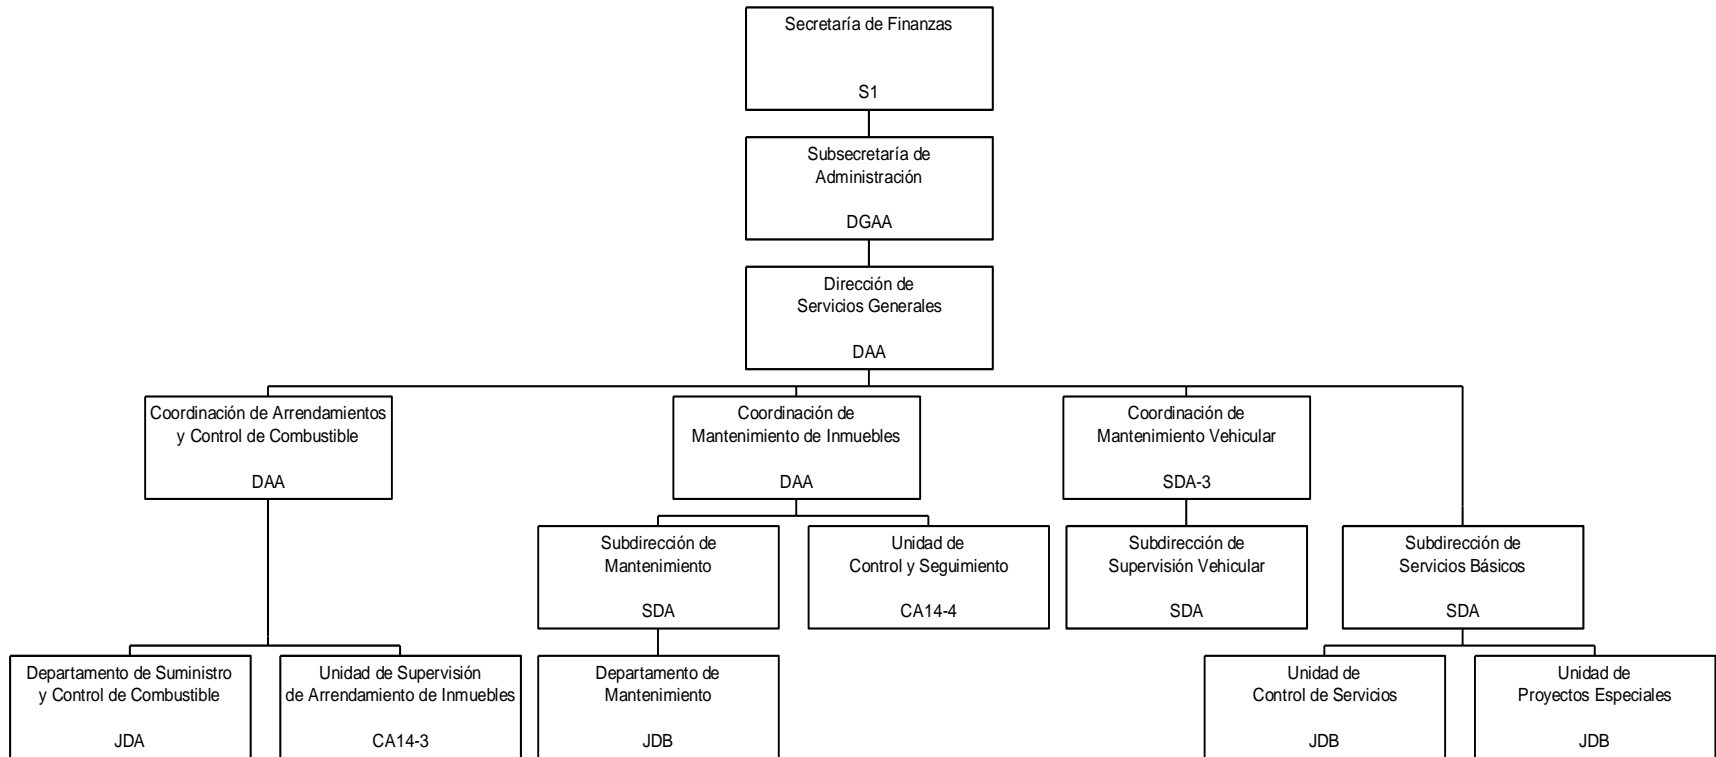 Secretaría de Finanzas
S1
Subsecretaría de
Administración
DGAA
Dirección de
Servicios Generales
DAA
Coordinación de Arrendamientos
y Control de Combustible
DAA
Coordinación de
Mantenimiento de Inmuebles
DAA
Coordinación de
Mantenimiento Vehicular
SDA-3
Subdirección de
Mantenimiento
SDA
Unidad de
Control y Seguimiento
CA14-4
Subdirección de
Supervisión Vehicular
SDA
Subdirección de
Servicios Básicos
SDA
Departamento de Suministro
y Control de Combustible
JDA
Unidad de Supervisión
de Arrendamiento de Inmuebles
CA14-3
Departamento de
Mantenimiento
JDB
Unidad de
Control de Servicios
JDB
Unidad de
Proyectos Especiales
JDB